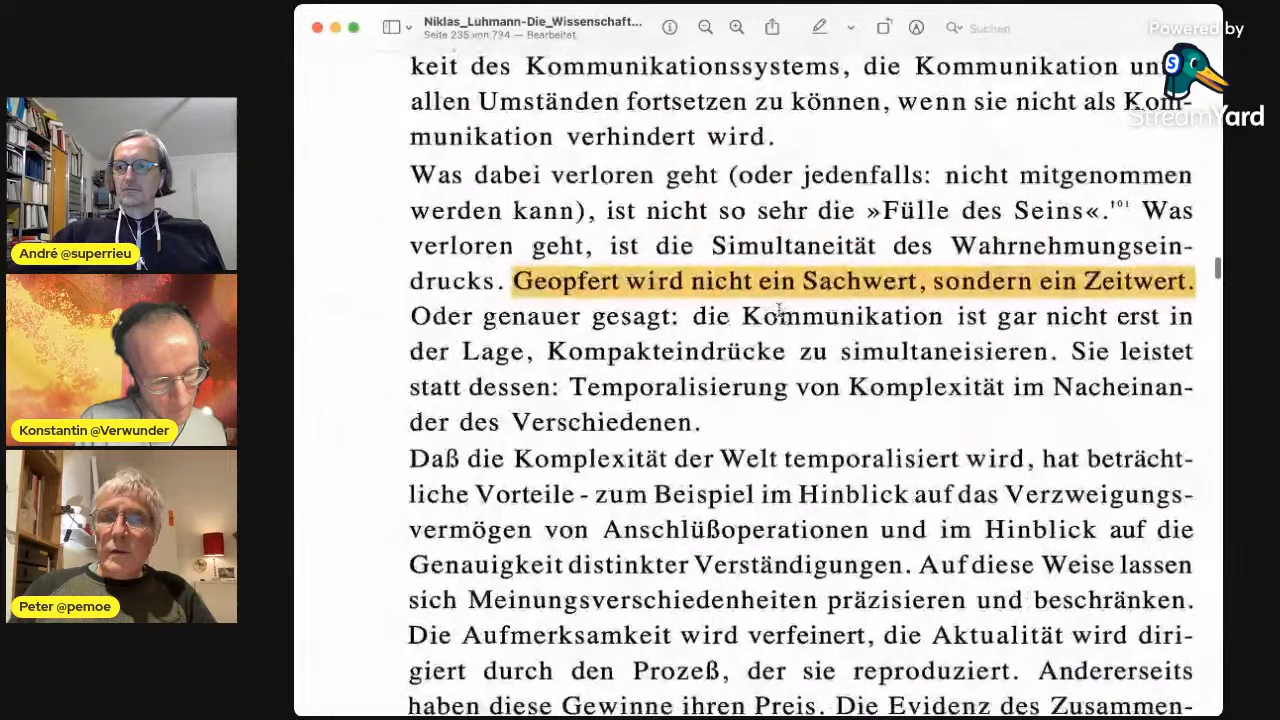 Niklas_Luhmann-Die_Wissenschaft...
Seite 235 von 734 — Bearbeitet
Suchen
Powered by
S
StreamYard
keit des Kommunikationssystems, die Kommunikation un
allen Umständen fortsetzen zu können, wenn sie nicht als Kom-
munikation verhindert wird.
Was dabei verloren geht (oder jedenfalls: nicht mitgenommen
werden kann), ist nicht so sehr die »Fülle des Seins«.¹⁰¹ Was
verloren geht, ist die Simultaneität des Wahrnehmungsein-
drucks. Geopfert wird nicht ein Sachwert, sondern ein Zeitwert.
Oder genauer gesagt: die Kommunikation ist gar nicht erst in
der Lage, Kompakteindrücke zu simultaneisieren. Sie leistet
statt dessen: Temporalisierung von Komplexität im Nacheinan-
der des Verschiedenen.
Daß die Komplexität der Welt temporalisiert wird, hat beträcht-
liche Vorteile - zum Beispiel im Hinblick auf das Verzweigungs-
vermögen von Anschlüßoperationen und im Hinblick auf die
Genauigkeit distinkter Verständigungen. Auf diese Weise lassen
sich Meinungsverschiedenheiten präzisieren und beschränken.
Die Aufmerksamkeit wird verfeinert, die Aktualität wird diri-
giert durch den Prozeß, der sie reproduziert. Andererseits
haben diese Gewinne ihren Preis. Die Evidenz des Zusammen-
André @superrieu
Konstantin @Verwunder
Peter @pemoe